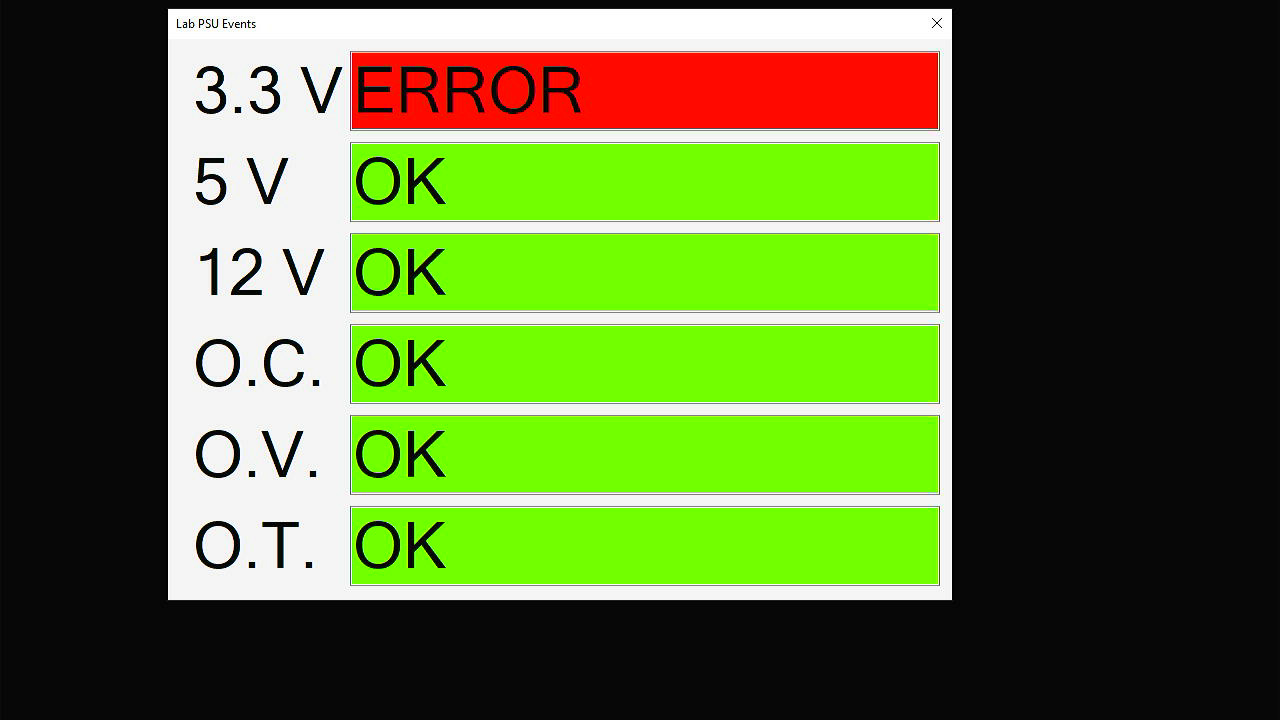 Lab PSU Events
3.3 V ERROR
5 V OK
12 V OK
O.C. OK
O.V. OK
O.T. OK